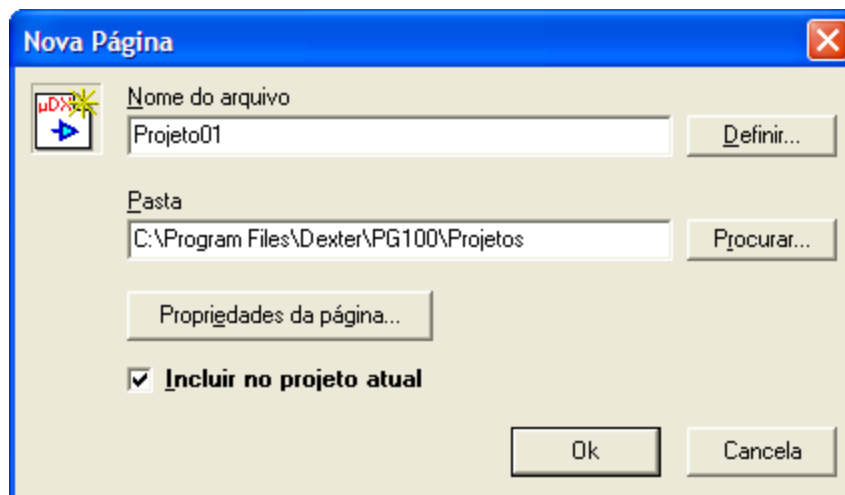 Nova Página
Nome do arquivo
Projeto01
Definir...
Pasta
C:\Program Files\Dexter\PG100\Projetos
Procurar...
Propriedades da página...
Incluir no projeto atual
Ok
Cancela